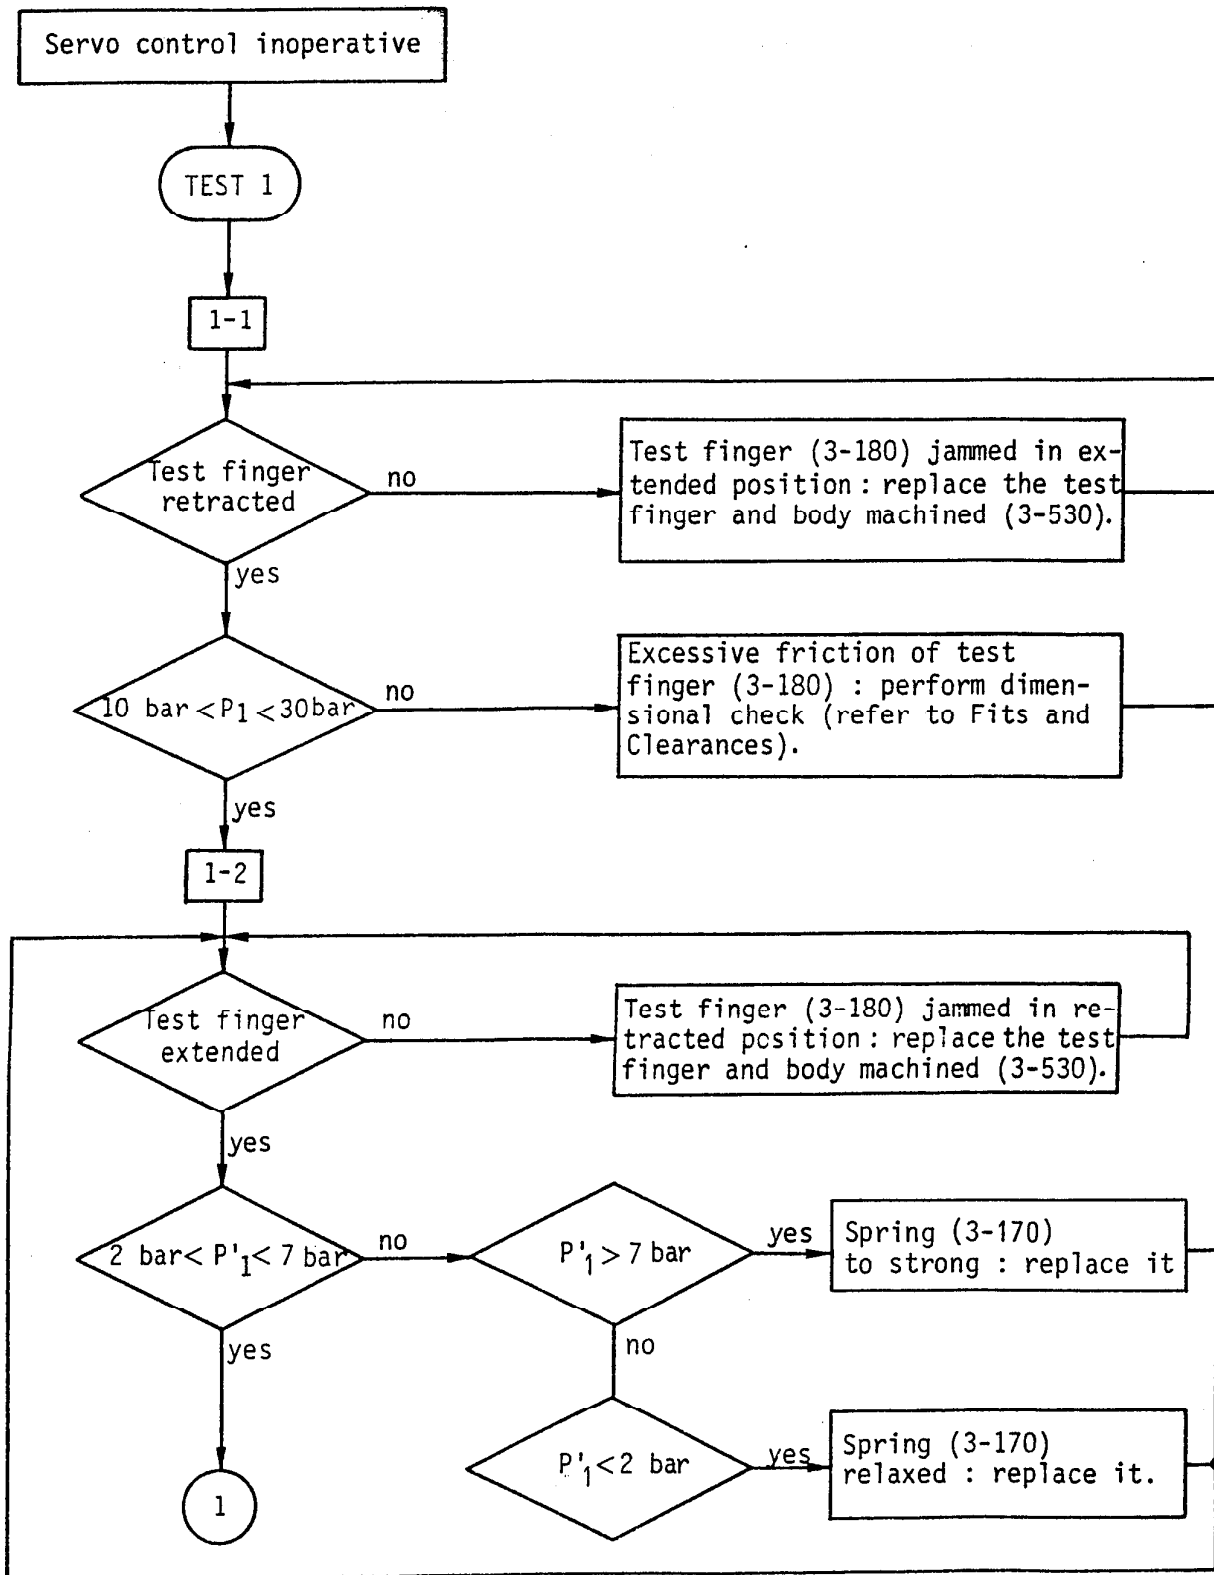 Servo control inoperative
TEST 1
1-1
Test finger
retracted
no
Test finger (3-180) jammed in ex-
tended position : replace the test
finger and body machined (3-530).
yes
10 bar < P1 < 30 bar
no
Excessive friction of test
finger (3-180) : perform dimen-
sional check (refer to Fits and
Clearances).
yes
1-2
Test finger
extended
no
Test finger (3-180) jammed in re-
tracted position : replace the test
finger and body machined (3-530).
yes
2 bar < P'1 < 7 bar
no
P'1 > 7 bar
yes
Spring (3-170)
to strong : replace it
yes
no
P'1 < 2 bar
yes
Spring (3-170)
relaxed : replace it.
1